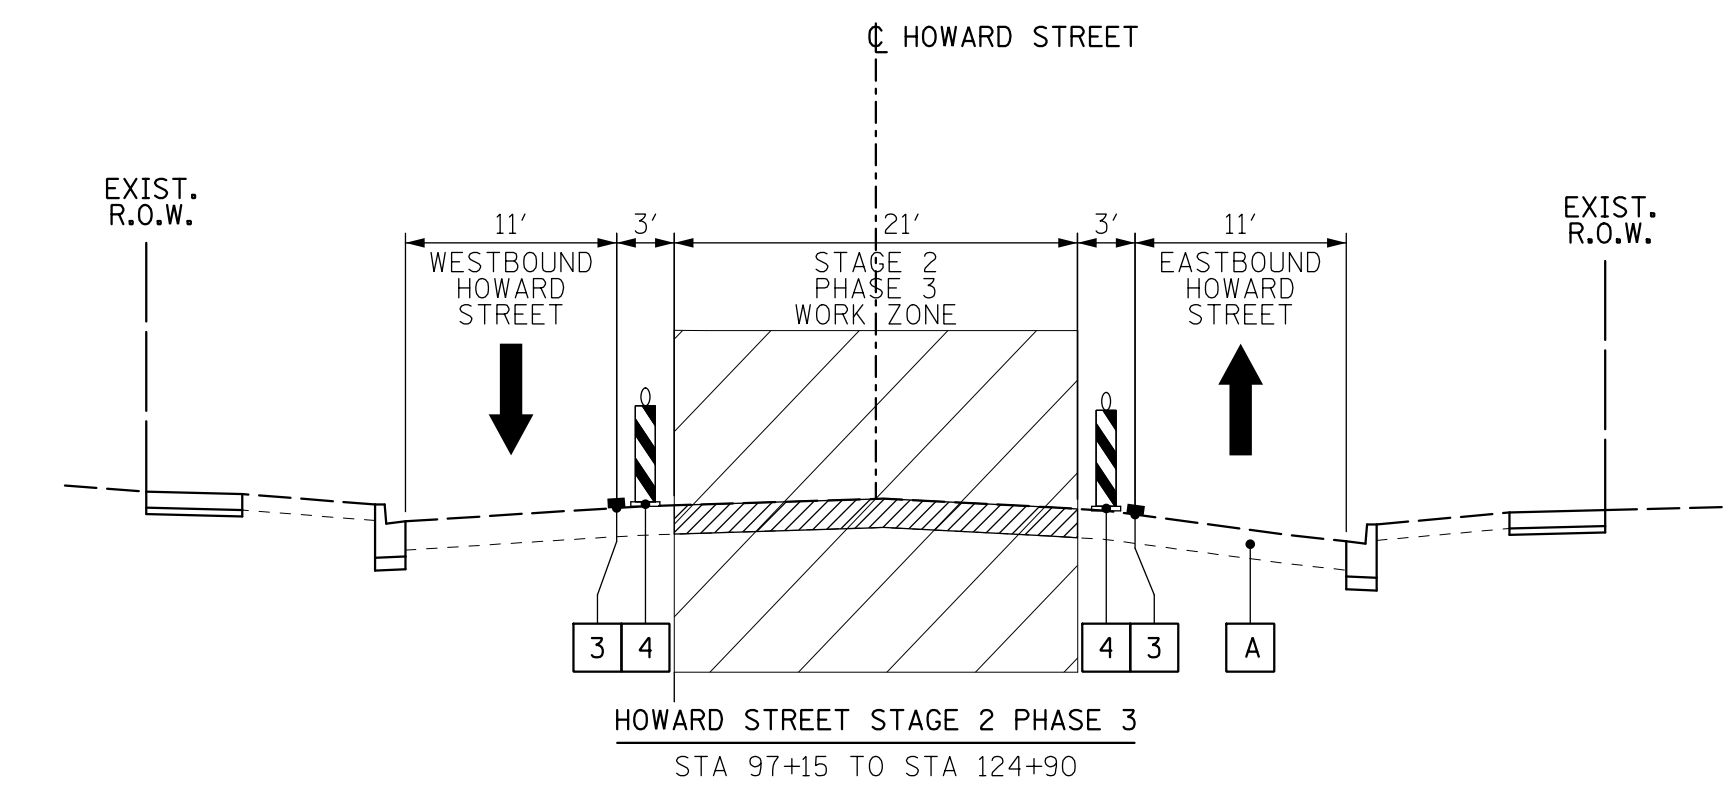 ℄ HOWARD STREET
EXIST.
R.O.W.
EXIST.
R.O.W.
11'
3'
21'
3'
11'
WESTBOUND
HOWARD
STREET
STAGE 2
PHASE 3
WORK ZONE
EASTBOUND
HOWARD
STREET
3
4
4
3
A
HOWARD STREET STAGE 2 PHASE 3
STA 97+15 TO STA 124+90